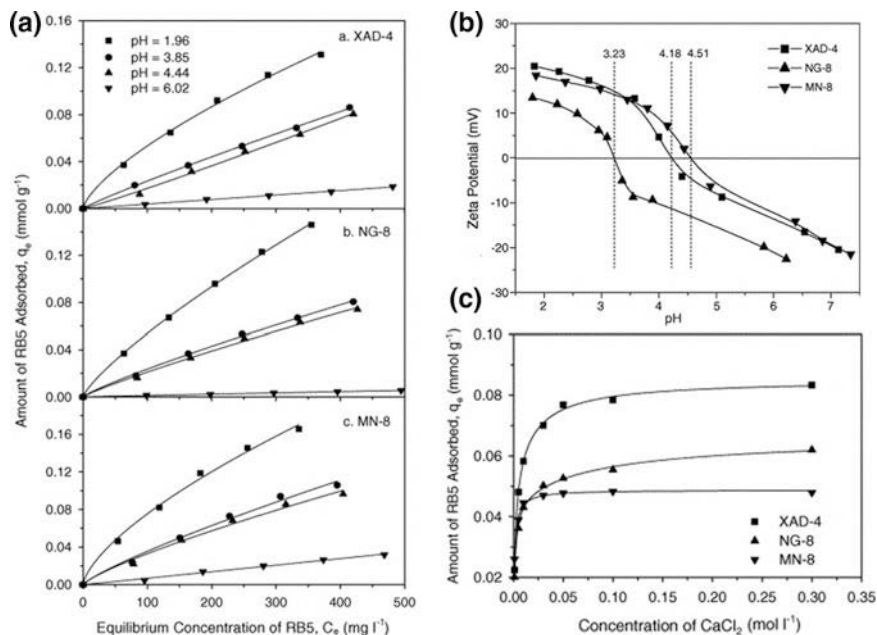 (a)
0.16
0.12
0.08
0.04
0.00
a. XAD-4
pH = 1.96
pH = 3.85
pH = 4.44
pH = 6.02
b. NG-8
0.16
0.12
0.08
0.04
0.00
c. MN-8
0.16
0.12
0.08
0.04
0.00
0 100 200 300 400 500
Amount of RB5 Adsorbed, qₑ (mmol g⁻¹)
Equilibrium Concentration of RB5, Cₑ (mg l⁻¹)
(b)
30
20
10
0
-10
-20
-30
Zeta Potential (mV)
3.23 4.18 4.51
XAD-4
NG-8
MN-8
2 3 4 5 6 7
pH
(c)
0.10
0.08
0.06
0.04
0.02
Amount of RB5 Adsorbed, qₑ (mmol g⁻¹)
XAD-4
NG-8
MN-8
0.00 0.05 0.10 0.15 0.20 0.25 0.30
Concentration of CaCl₂ (mol l⁻¹)